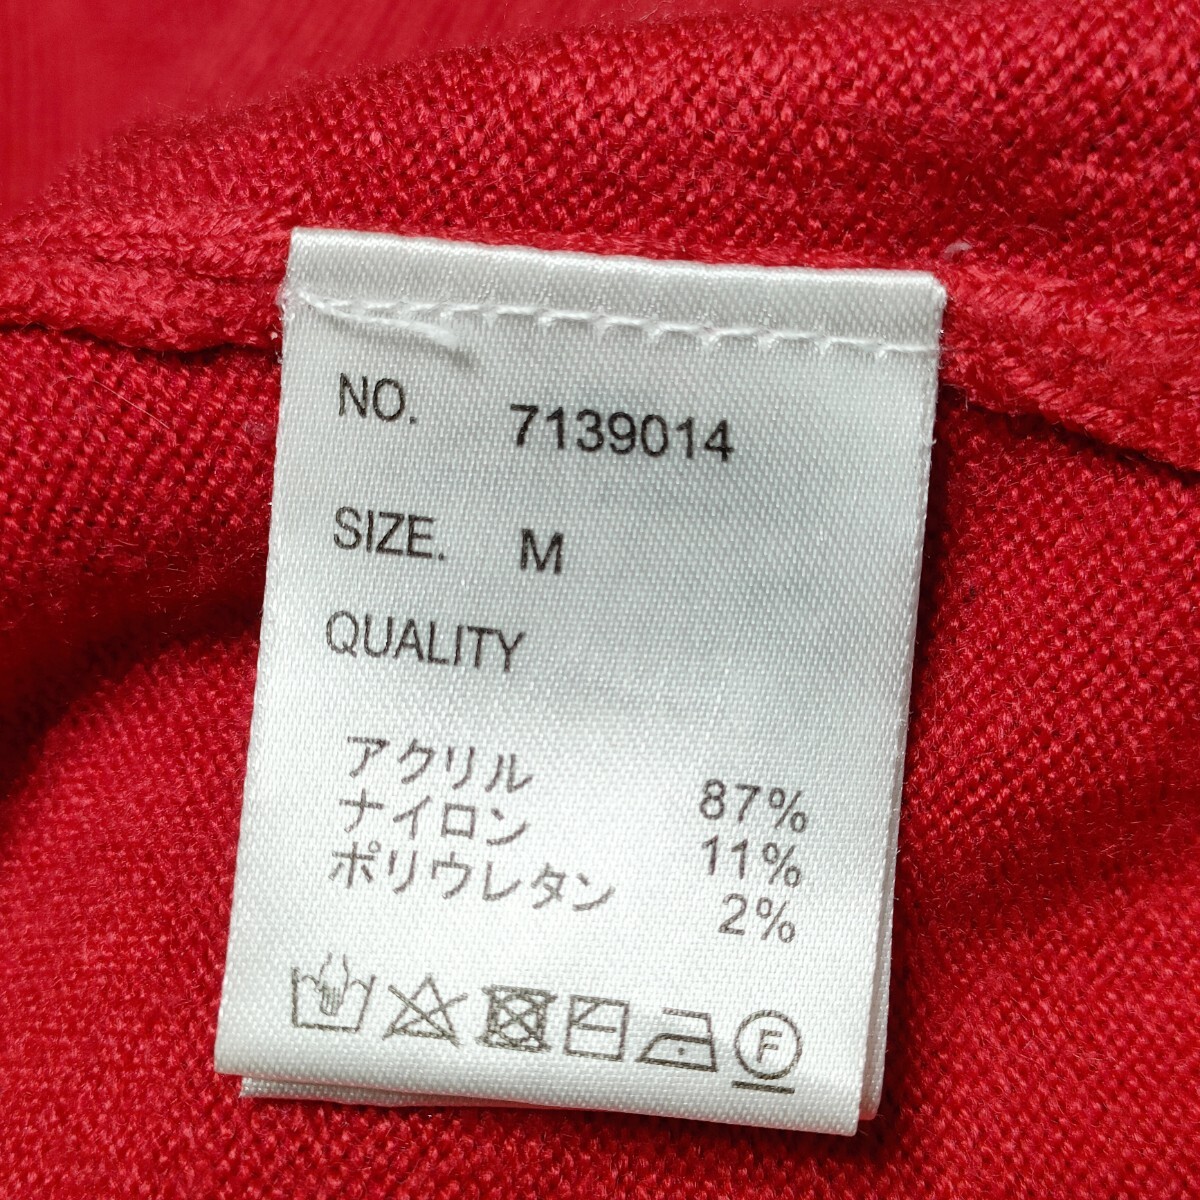 NO. 7139014
SIZE. M
QUALITY
アクリル 87%
ナイロン 11%
ポリウレタン 2%
F